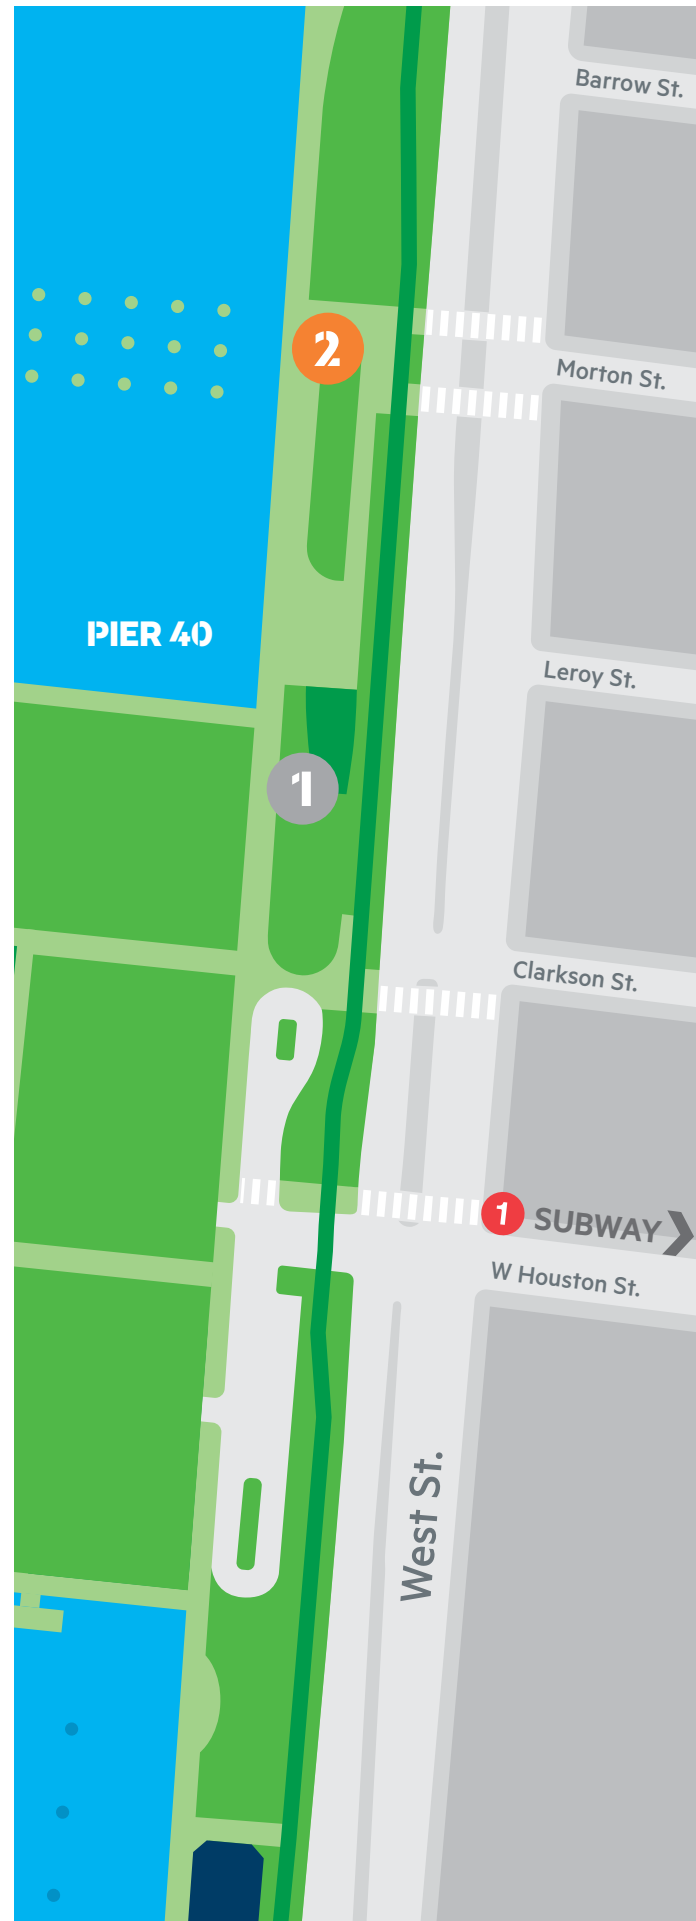 Barrow St.
2
Morton St.
PIER 40
Leroy St.
1
Clarkson St.
1 SUBWAY
W Houston St.
West St.